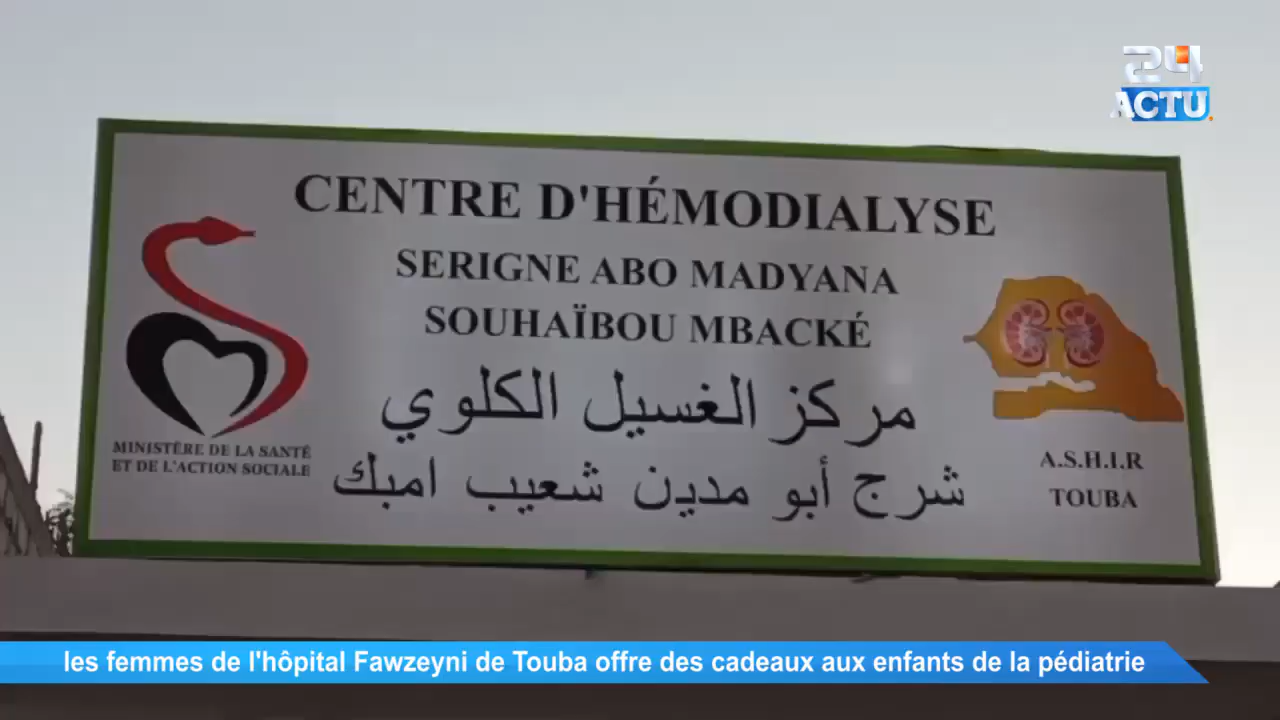 24
ACTU
CENTRE D'HÉMODIALYSE
SERIGNE ABO MADYANA
SOUHAÏBOU MBACKÉ
مركز الغسيل الكلوي
شرج أبو مدين شعيب امبك
MINISTÈRE DE LA SANTÉ
ET DE L'ACTION SOCIALE
A.S.H.I.R
TOUBA
les femmes de l'hôpital Fawzeyni de Touba offre des cadeaux aux enfants de la pédiatrie